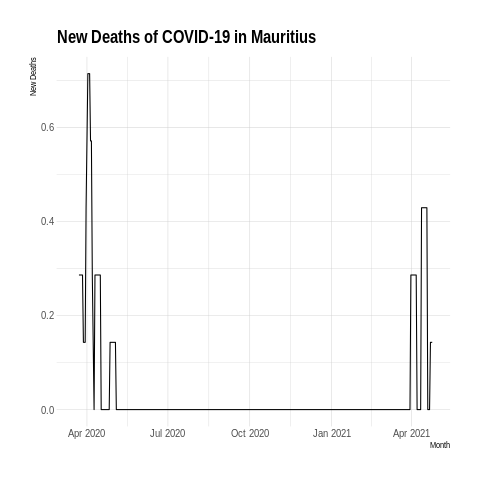 New Deaths of COVID-19 in Mauritius
New Deaths
0.6
0.4
0.2
0.0
Apr 2020 Jul 2020 Oct 2020 Jan 2021 Apr 2021
Month